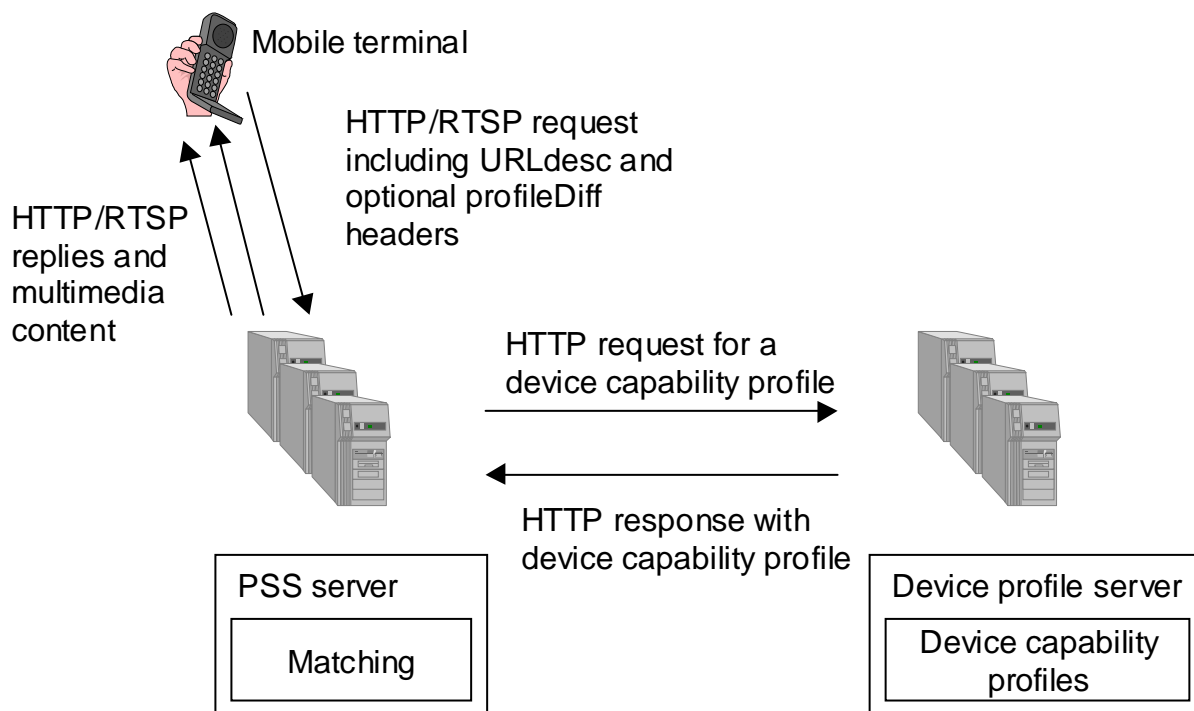 Mobile terminal
HTTP/RTSP request
including URLdesc and
optional profileDiff
headers
HTTP/RTSP
replies and
multimedia
content
HTTP request for a
device capability profile
HTTP response with
device capability profile
PSS server
Matching
Device profile server
Device capability
profiles